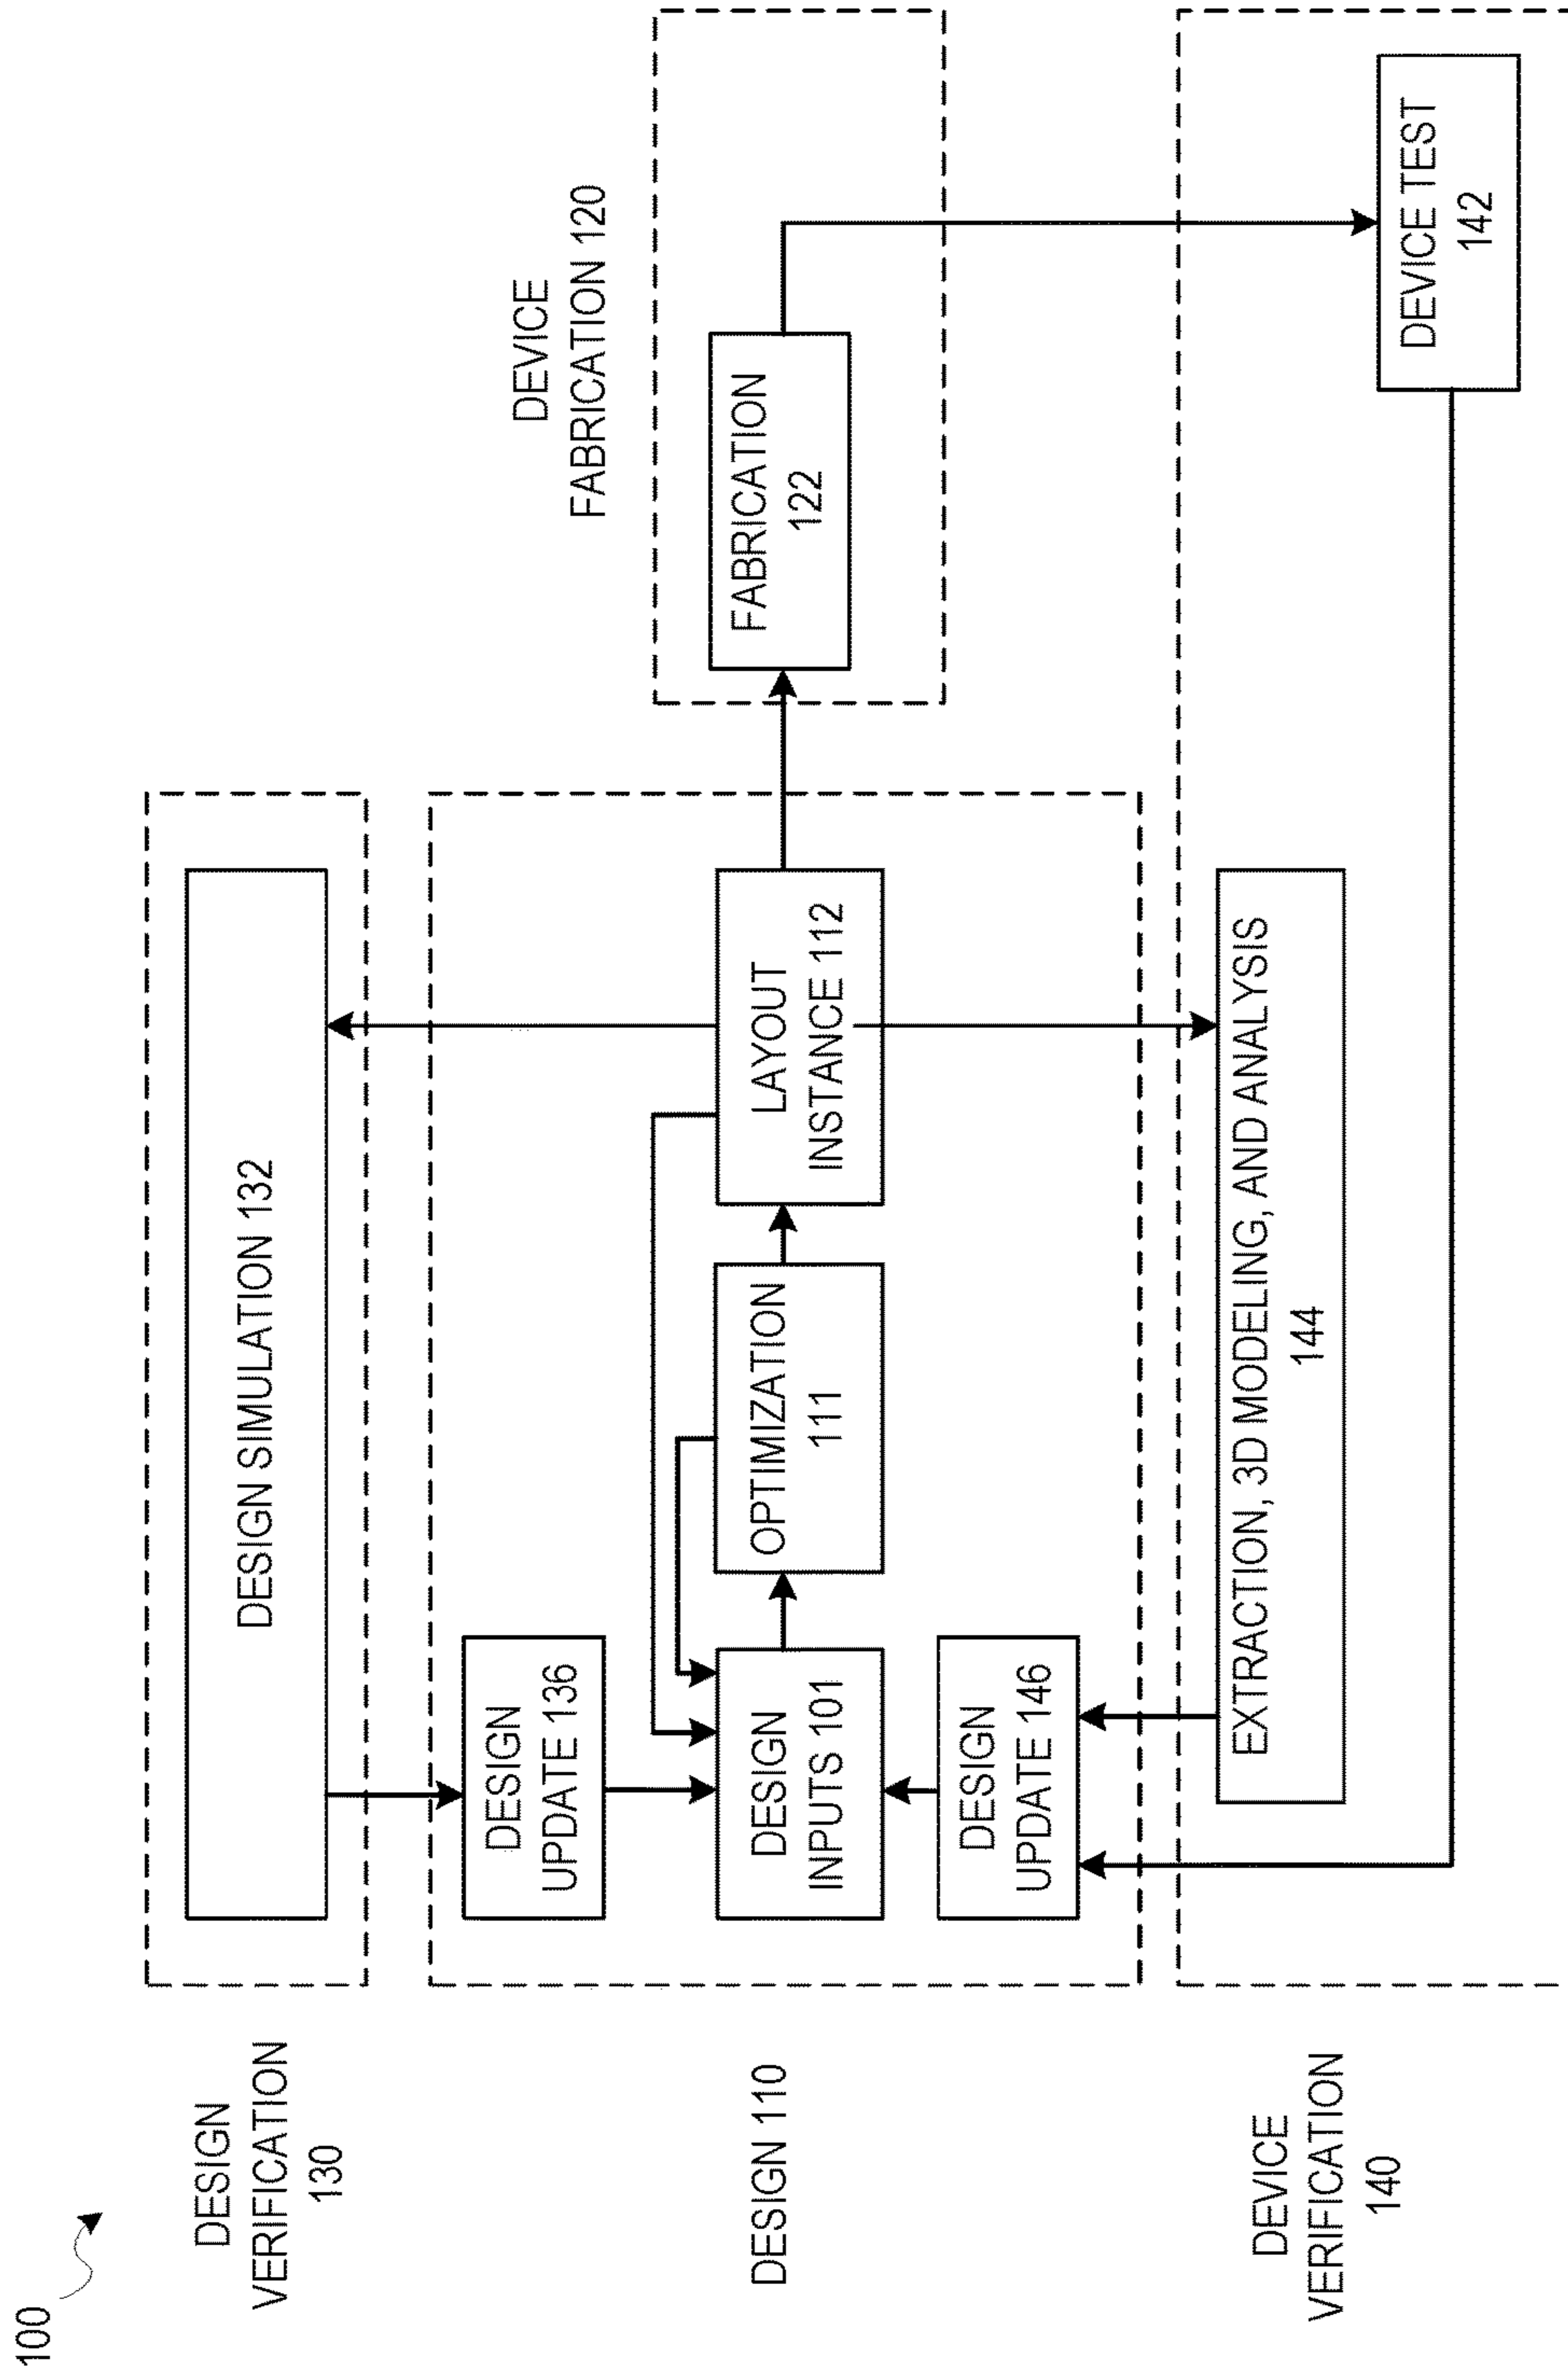 100
DESIGN
VERIFICATION
130
DESIGN SIMULATION 132
DESIGN 110
DESIGN
UPDATE 136
DESIGN
INPUTS 101
DESIGN
UPDATE 146
OPTIMIZATION
111
LAYOUT
INSTANCE 112
DEVICE
FABRICATION 120
FABRICATION
122
DEVICE
VERIFICATION
140
EXTRACTION, 3D MODELING, AND ANALYSIS
144
DEVICE TEST
142